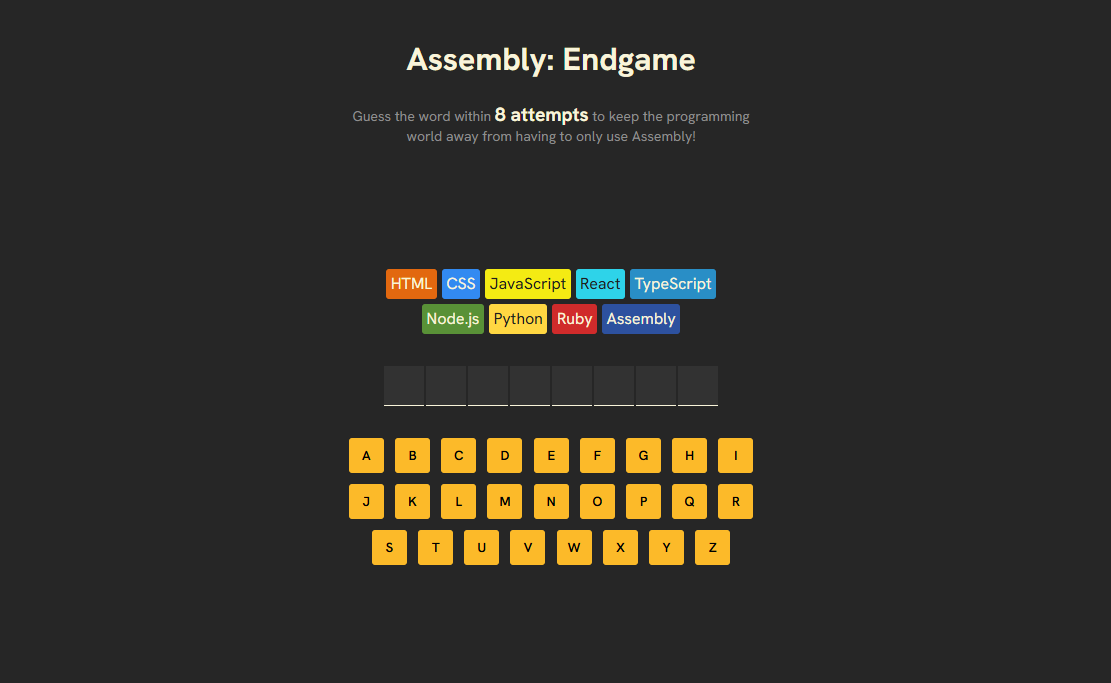 Assembly: Endgame
Guess the word within 8 attempts to keep the programming
world away from having to only use Assembly!
HTML CSS JavaScript React TypeScript
Node.js Python Ruby Assembly
A B C D E F G H I
J K L M N O P Q R
S T U V W X Y Z